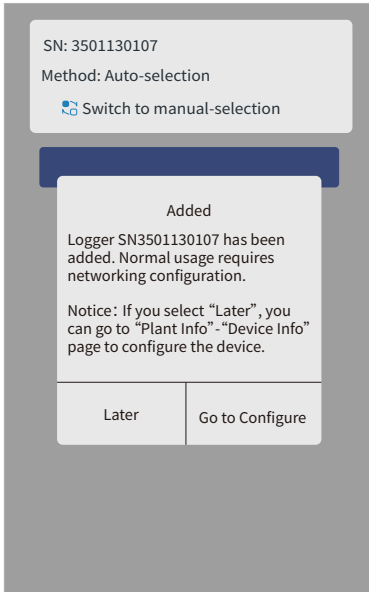 SN: 3501130107
Method: Auto-selection
Switch to manual-selection
Added
Logger SN3501130107 has been
added. Normal usage requires
networking configuration.
Notice: If you select “Later”, you
can go to “Plant Info”-“Device Info”
page to configure the device.
Later
Go to Configure